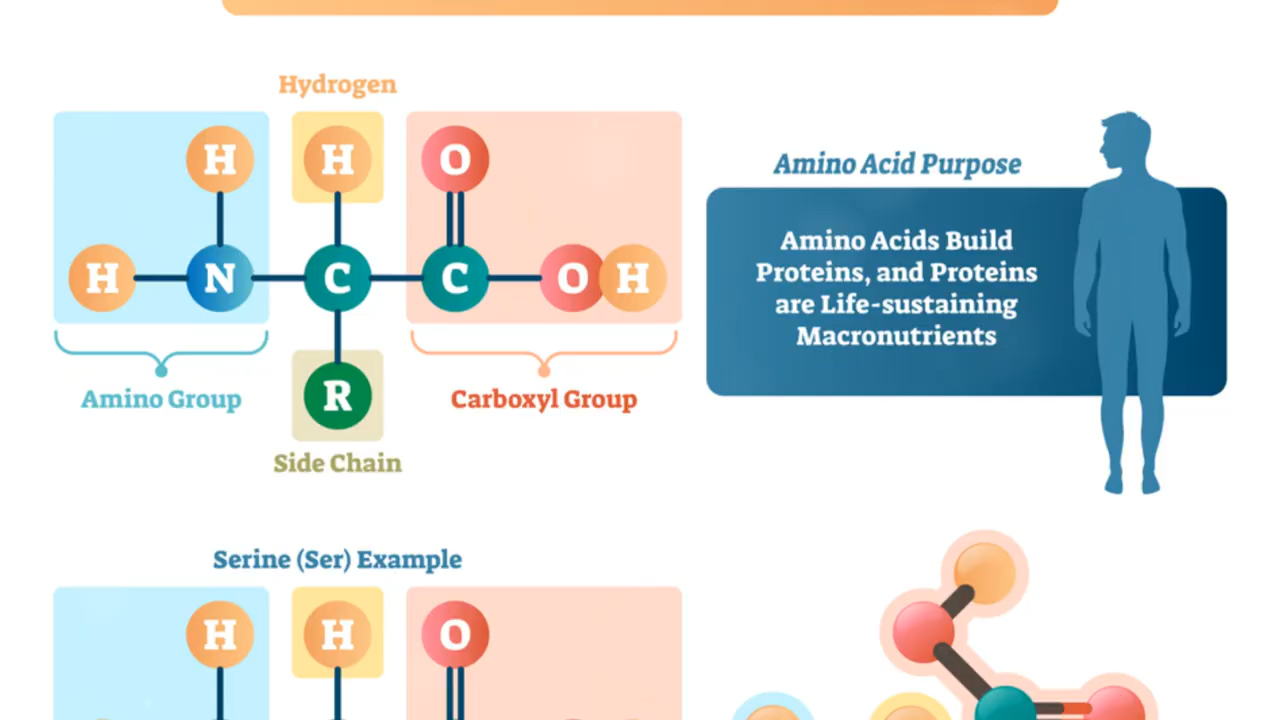 Hydrogen
H H O
H N C C O H
R
Amino Group
Carboxyl Group
Side Chain
Amino Acid Purpose
Amino Acids Build
Proteins, and Proteins
are Life-sustaining
Macronutrients
Serine (Ser) Example
H H O